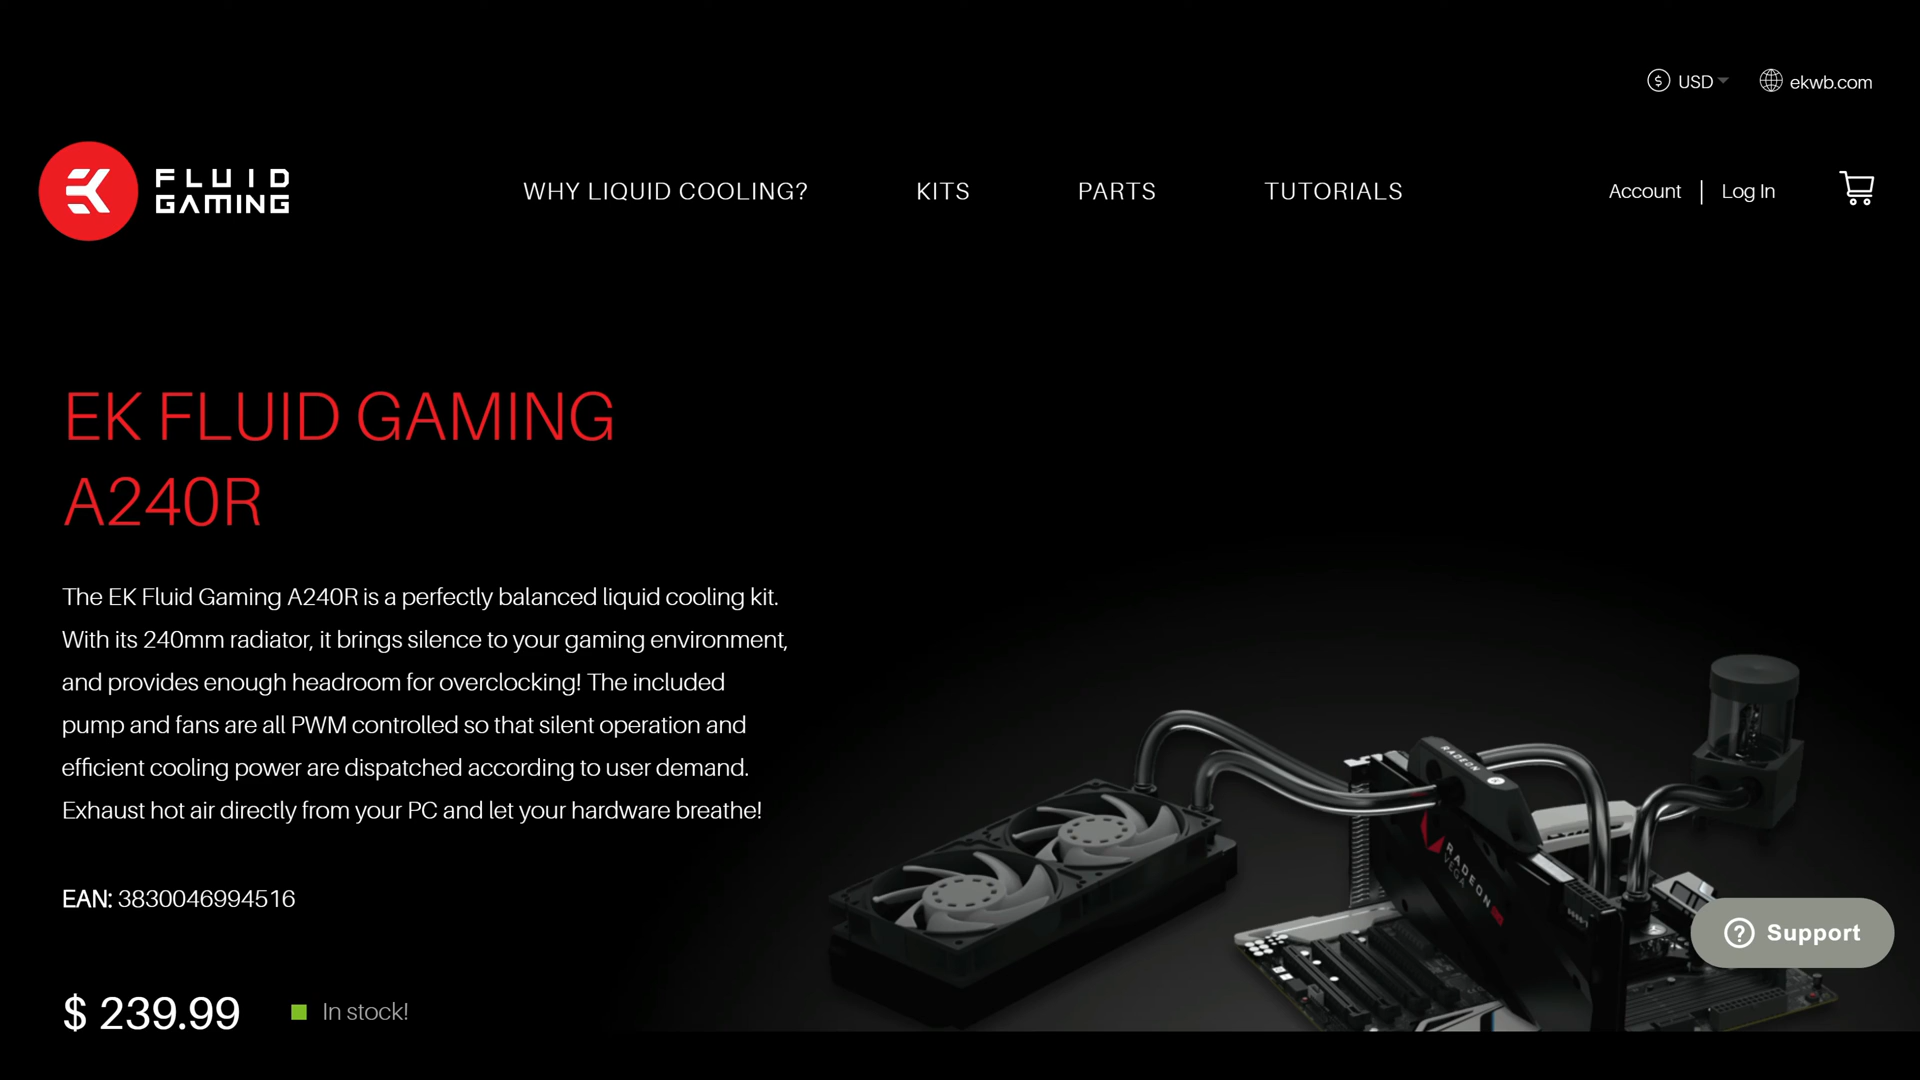 USD ekwb.com
FLUID
GAMING
WHY LIQUID COOLING? KITS PARTS TUTORIALS Account | Log In
EK FLUID GAMING
A240R
The EK Fluid Gaming A240R is a perfectly balanced liquid cooling kit.
With its 240mm radiator, it brings silence to your gaming environment,
and provides enough headroom for overclocking! The included
pump and fans are all PWM controlled so that silent operation and
efficient cooling power are dispatched according to user demand.
Exhaust hot air directly from your PC and let your hardware breathe!
RADEON
RADEON
VEGA
EAN: 3830046994516
Support
$ 239.99 In stock!